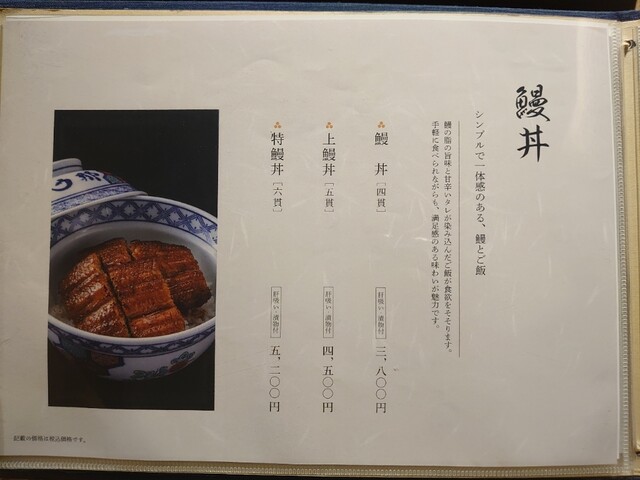 鰻丼
シンプルで一体感のある、鰻とご飯
鰻の脂の旨味と甘辛いタレが染み込んだご飯が食欲をそそります。
手軽に食べられながらも、満足感のある味わいが魅力です。
鰻丼［四貫］ 肝吸い・漬物付 三、八〇〇円
上鰻丼［五貫］ 肝吸い・漬物付 四、五〇〇円
特鰻丼［六貫］ 肝吸い・漬物付 五、二〇〇円
記載の価格は税込価格です。